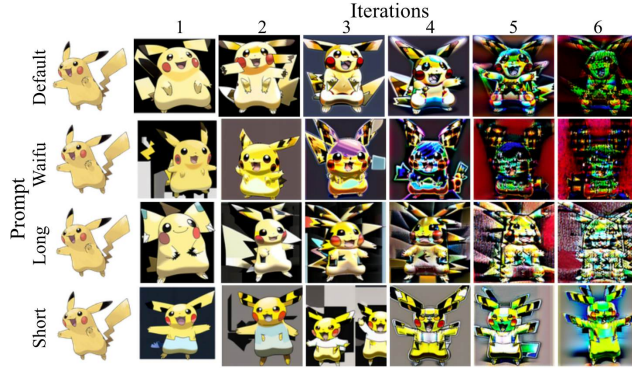 Iterations
1 2 3 4 5 6
Prompt
Default
Waifu
Long
Short